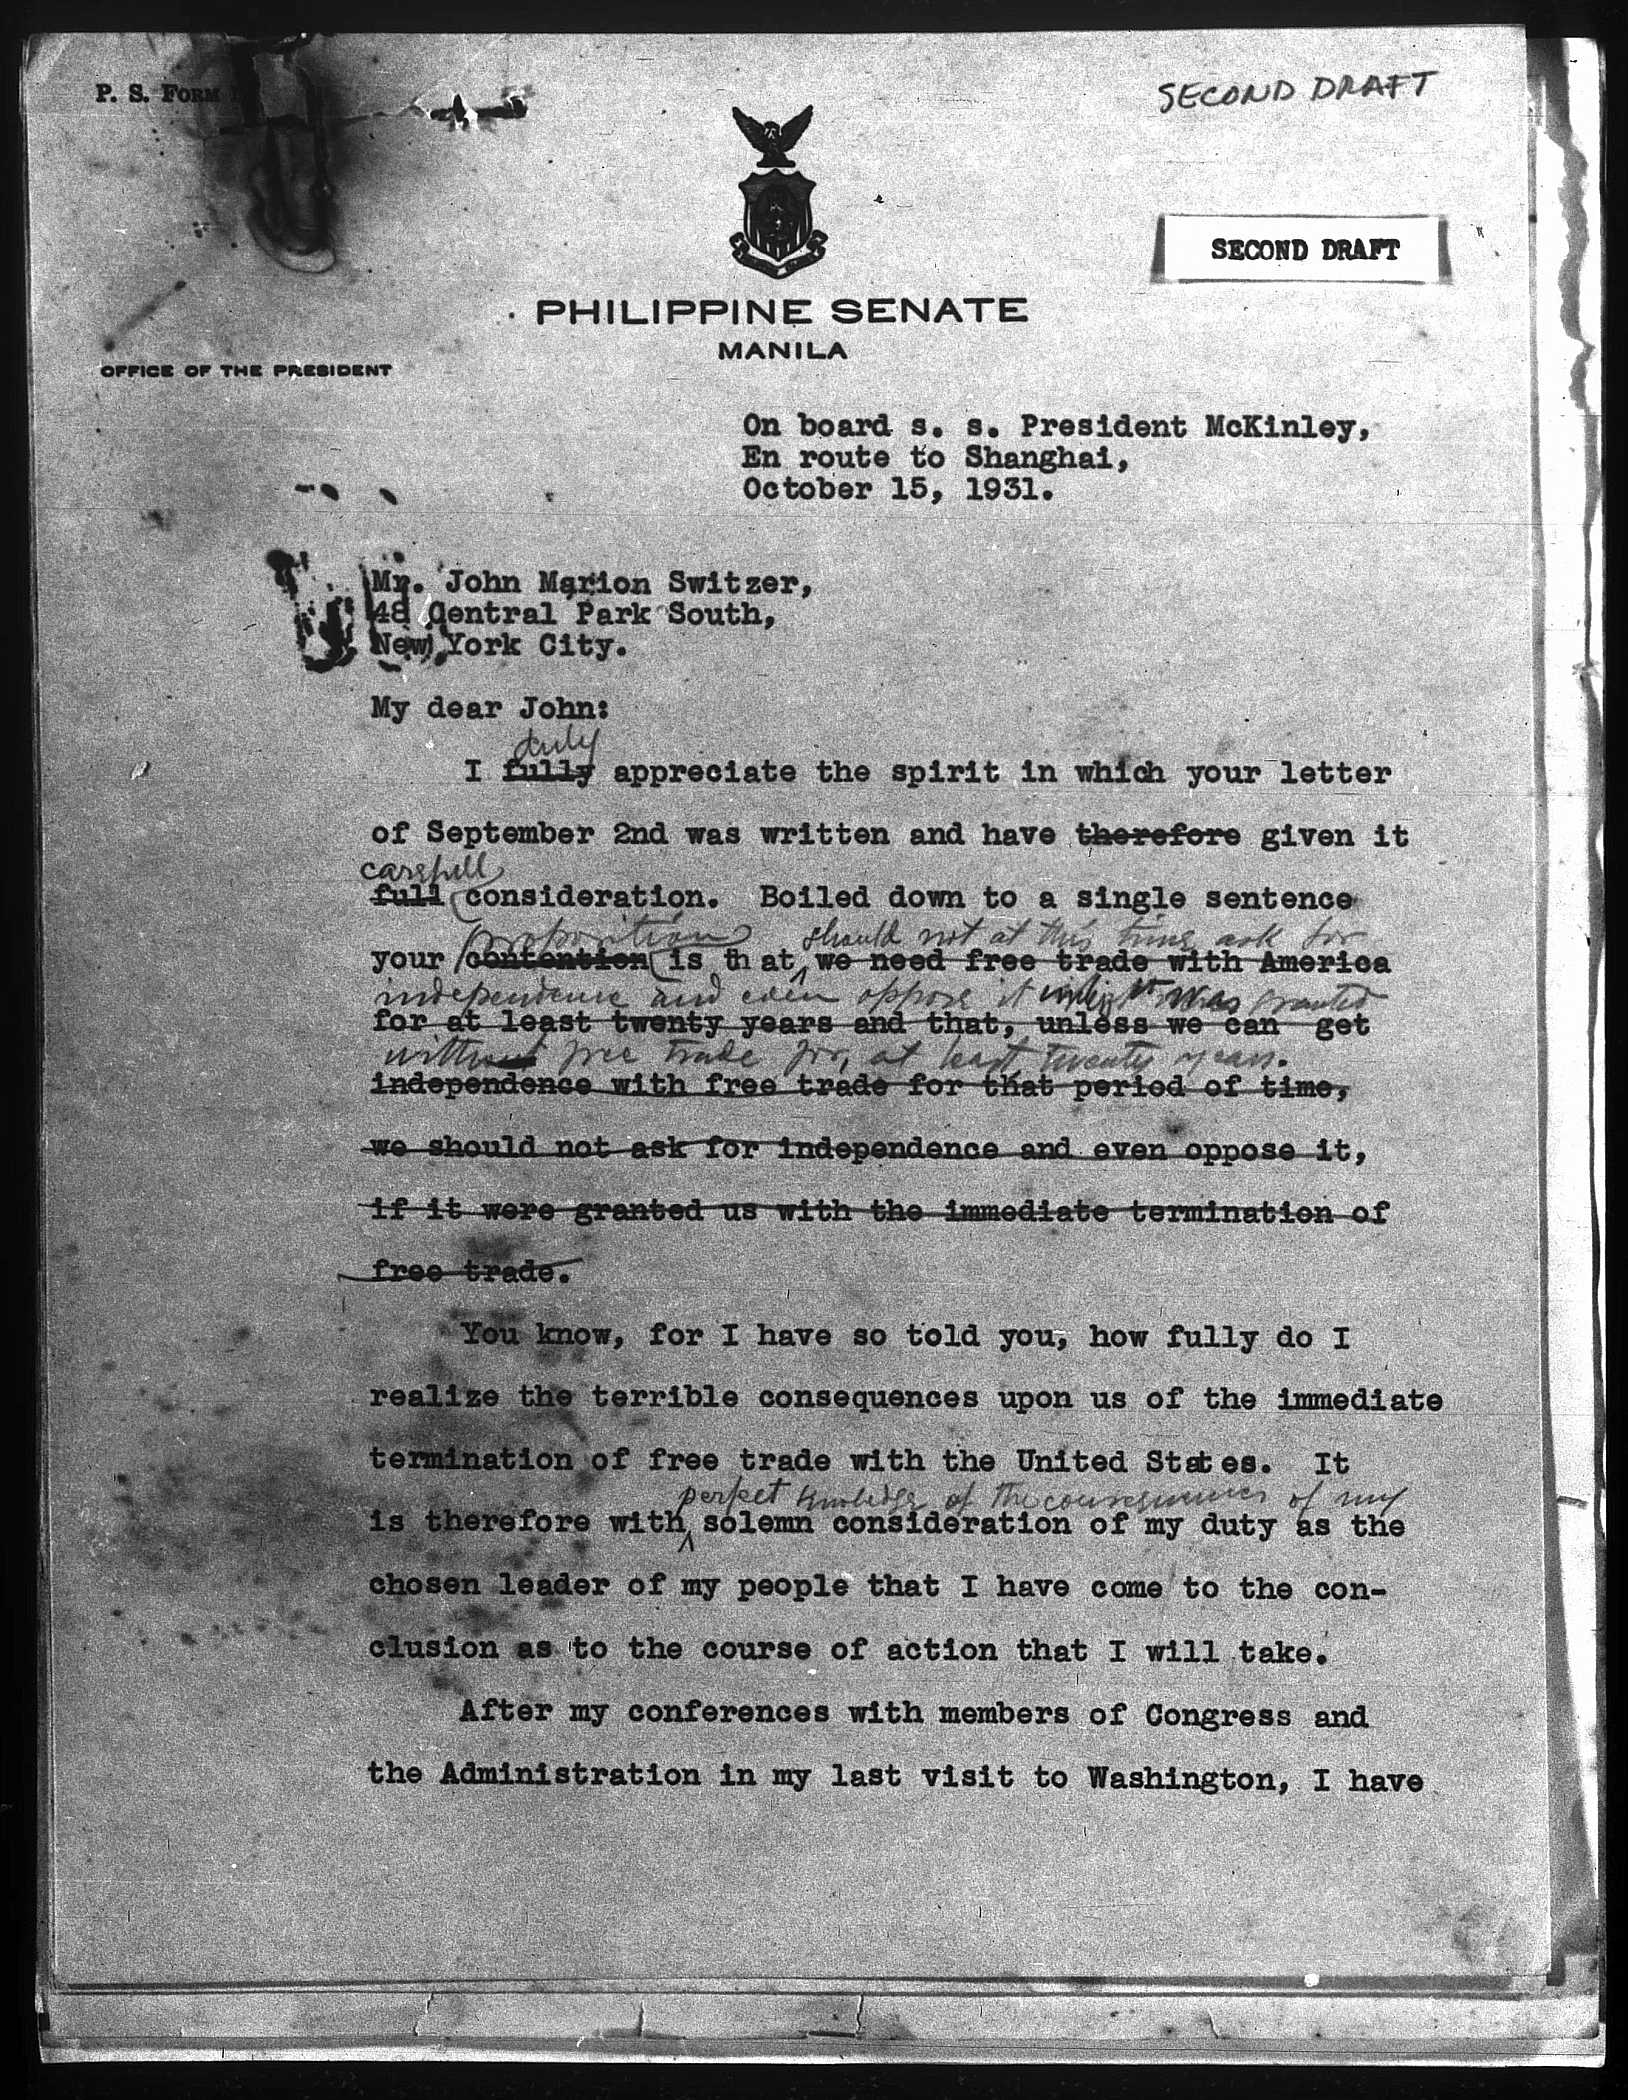 P. S. FORM
SECOND DRAFT
SECOND DRAFT
PHILIPPINE SENATE
MANILA
OFFICE OF THE PRESIDENT
On board s. s. President McKinley,
En route to Shanghai,
October 15, 1931.
Mr. John Marion Switzer,
48 Central Park South,
New York City.
My dear John:
duly
I fully appreciate the spirit in which your letter
of September 2nd was written and have therefore given it
carefull
full consideration. Boiled down to a single sentence
proposition should not at this time ask for
your contention is that we need free trade with America
independence and even oppose it if it was granted
for at least twenty years and that, unless we can get
without free trade for, at least twenty years.
independence with free trade for that period of time,
we should not ask for independence and even oppose it,
if it were granted us with the immediate termination of
free trade.
You know, for I have so told you, how fully do I
realize the terrible consequences upon us of the immediate
termination of free trade with the United States. It
perfect knowledge of the consequences of my
is therefore with solemn consideration of my duty as the
chosen leader of my people that I have come to the con-
clusion as to the course of action that I will take.
After my conferences with members of Congress and
the Administration in my last visit to Washington, I have